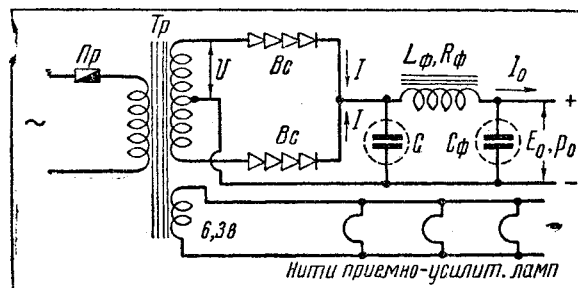 Пр
Тр
U
Вс
Вс
I
I
Lф, Rф
I₀
+
C
Cф
E₀, p₀
−
~
6,3в
Нити приемно-усилит. ламп